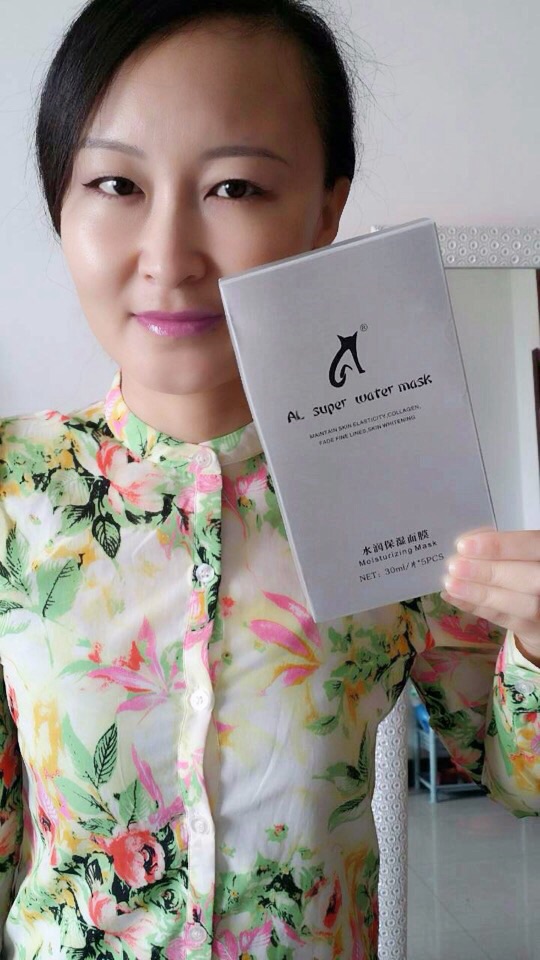 ®
AL super water mask
MAINTAIN SKIN ELASTICITY,COLLAGEN,
FADE FINE LINES,SKIN WHITENING
水润保湿面膜
Moisturizing Mask
NET：30ml/片*5PCS